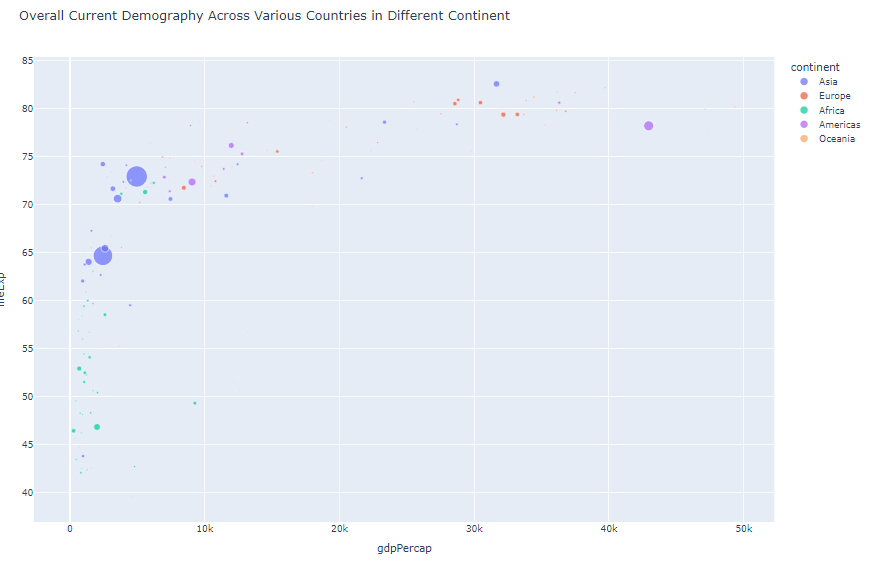 Overall Current Demography Across Various Countries in Different Continent
continent
Asia
Europe
Africa
Americas
Oceania
85
80
75
70
65
60
55
50
45
40
0
10k
20k
30k
40k
50k
gdpPercap